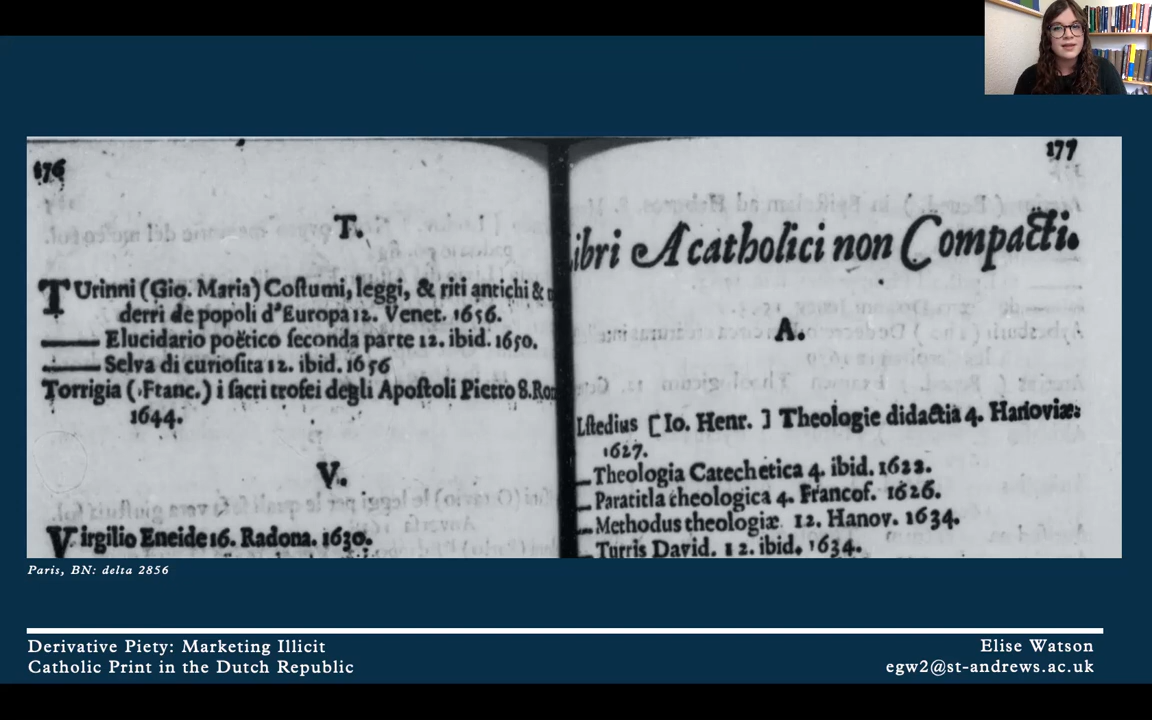 176
T.
TUrinni (Gio. Maria) Costumi, leggi, & riti antichi &
derri de popoli d'Europa 12. Venet. 1656.
—— Elucidario poëtico seconda parte 12. ibid. 1650.
—— Selva di curiosita 12. ibid. 1656
Torrigia (Franc.) i sacri trofei degli Apostoli Pietro 8. Ro
1644.
V.
Virgilio Eneide 16. Radona. 1630.
177
ibri Acatholici non Compacti.
A.
Lstedius [Io. Henr. ] Theologie didactia 4. Hanoviæ:
1627.
— Theologia Catechetica 4. ibid. 1622.
— Paratitla theologica 4. Francof. 1626.
— Methodus theologiæ 12. Hanov. 1634.
— Turris David. 12. ibid. 1634.
Paris, BN: delta 2856
Derivative Piety: Marketing Illicit
Catholic Print in the Dutch Republic
Elise Watson
egw2@st-andrews.ac.uk